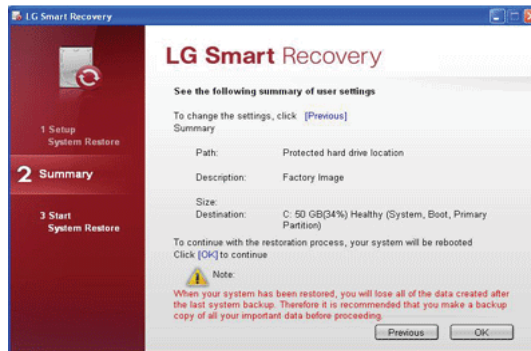 LG Smart Recovery
LG Smart Recovery
See the following summary of user settings
To change the settings, click [Previous]
Summary
1 Setup
System Restore
2 Summary
3 Start
System Restore
Path: Protected hard drive location
Description: Factory Image
Size:
Destination: C: 50 GB(34%) Healthy (System, Boot, Primary
Partition)
To continue with the restoration process, your system will be rebooted
Click [OK] to continue
Note:
When your system has been restored, you will lose all of the data created after
the last system backup. Therefore it is recommended that you make a backup
copy of all your important data before proceeding.
Previous OK